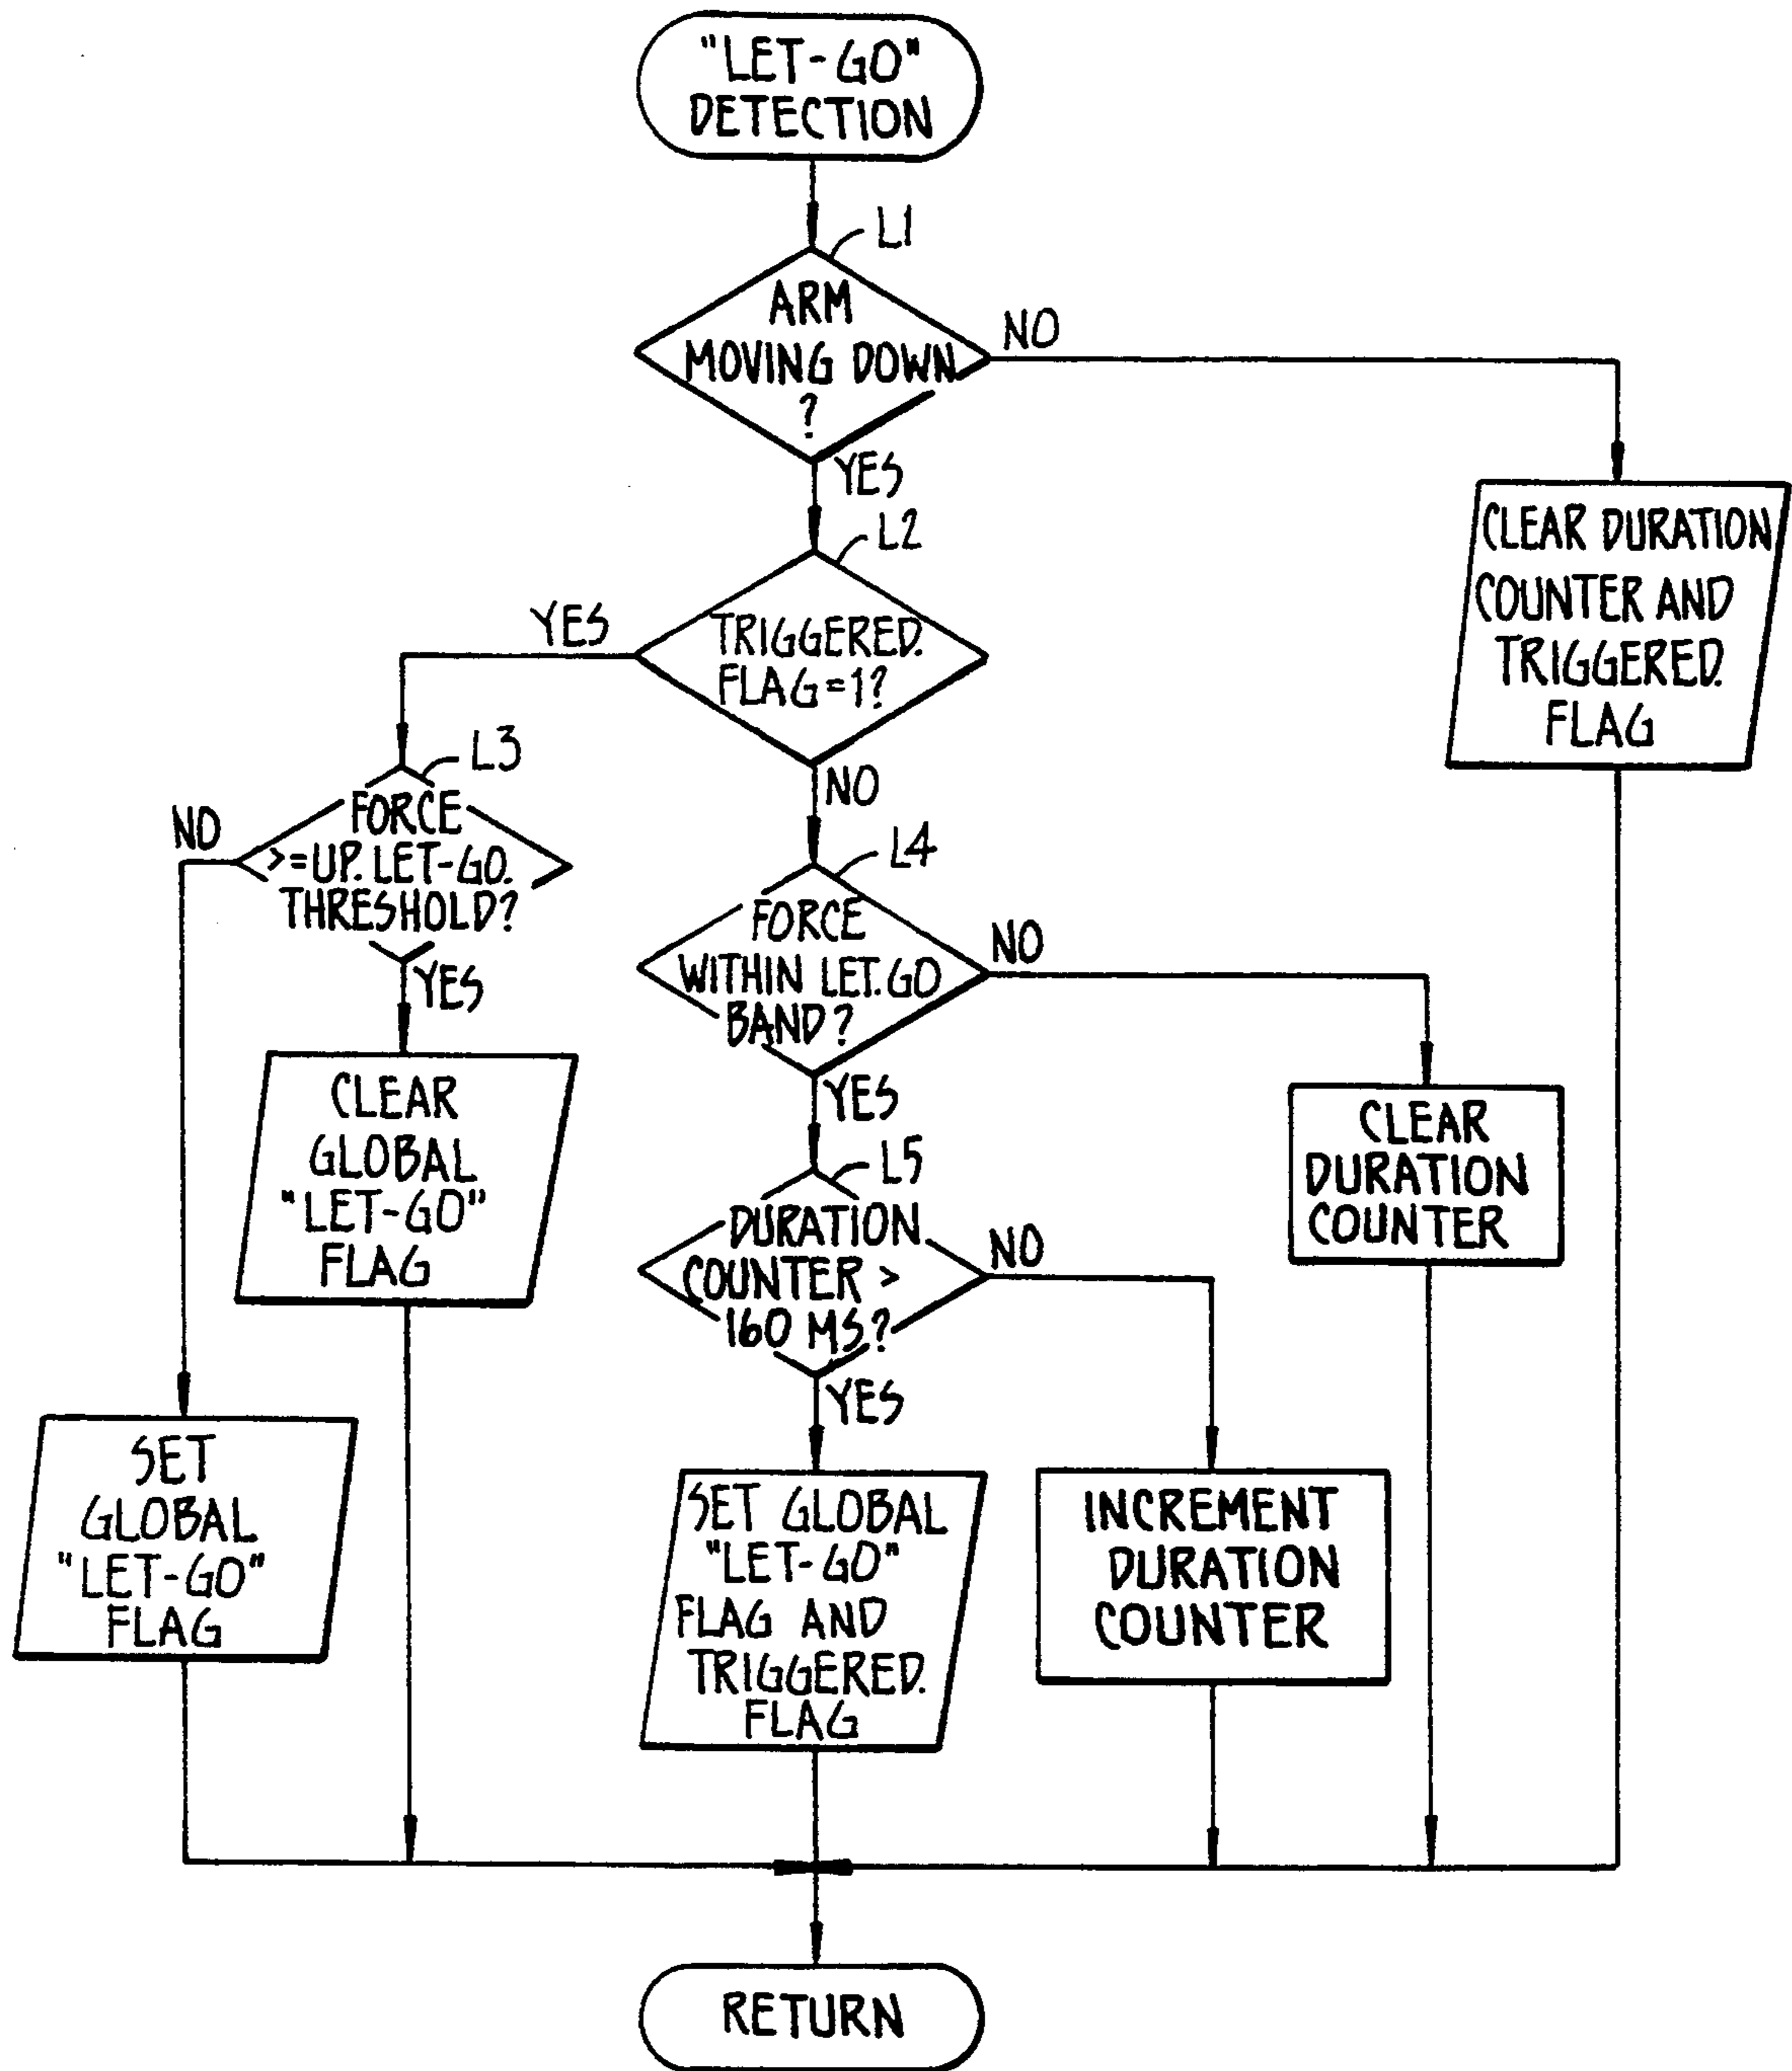 "LET-GO"
DETECTION
L1
ARM
MOVING DOWN
?
NO
YES
CLEAR DURATION
COUNTER AND
TRIGGERED.
FLAG
L2
YES
TRIGGERED.
FLAG=1?
NO
L3
NO
FORCE
>=UP. LET-GO.
THRESHOLD?
YES
L4
FORCE
WITHIN LET.GO
BAND?
NO
YES
CLEAR
GLOBAL
"LET-GO"
FLAG
CLEAR
DURATION
COUNTER
L5
DURATION
COUNTER >
160 MS?
NO
YES
SET
GLOBAL
"LET-GO"
FLAG
SET GLOBAL
"LET-GO"
FLAG AND
TRIGGERED.
FLAG
INCREMENT
DURATION
COUNTER
RETURN